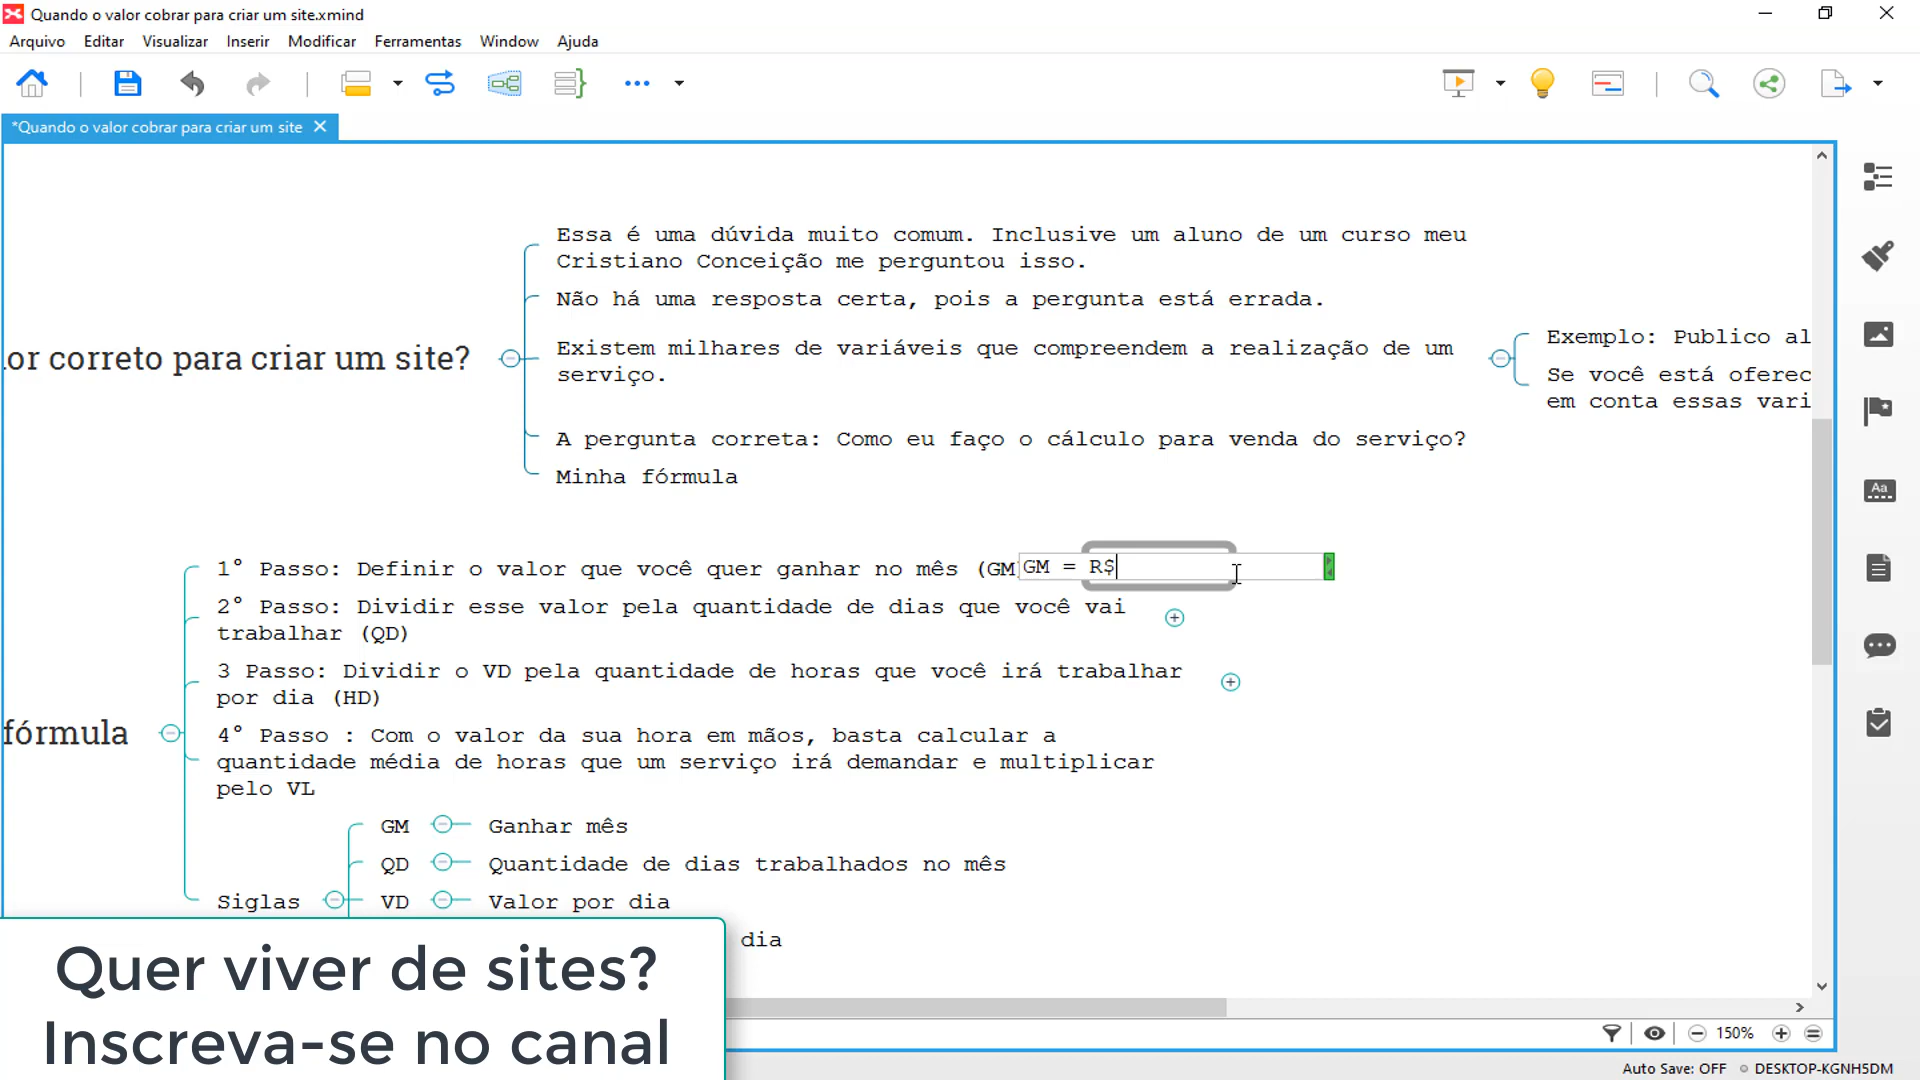 Quando o valor cobrar para criar um site.xmind
Arquivo Editar Visualizar Inserir Modificar Ferramentas Window Ajuda
*Quando o valor cobrar para criar um site
Essa é uma dúvida muito comum. Inclusive um aluno de um curso meu
Cristiano Conceição me perguntou isso.
Não há uma resposta certa, pois a pergunta está errada.
Existem milhares de variáveis que compreendem a realização de um
serviço.
Exemplo: Publico al
Se você está oferec
em conta essas vari
or correto para criar um site?
A pergunta correta: Como eu faço o cálculo para venda do serviço?
Minha fórmula
1° Passo: Definir o valor que você quer ganhar no mês (GM
GM = R$
2° Passo: Dividir esse valor pela quantidade de dias que você vai
trabalhar (QD)
3 Passo: Dividir o VD pela quantidade de horas que você irá trabalhar
por dia (HD)
fórmula
4° Passo : Com o valor da sua hora em mãos, basta calcular a
quantidade média de horas que um serviço irá demandar e multiplicar
pelo VL
GM Ganhar mês
QD Quantidade de dias trabalhados no mês
Siglas VD Valor por dia
dia
Quer viver de sites?
Inscreva-se no canal
Aa
150%
Auto Save: OFF DESKTOP-KGNH5DM